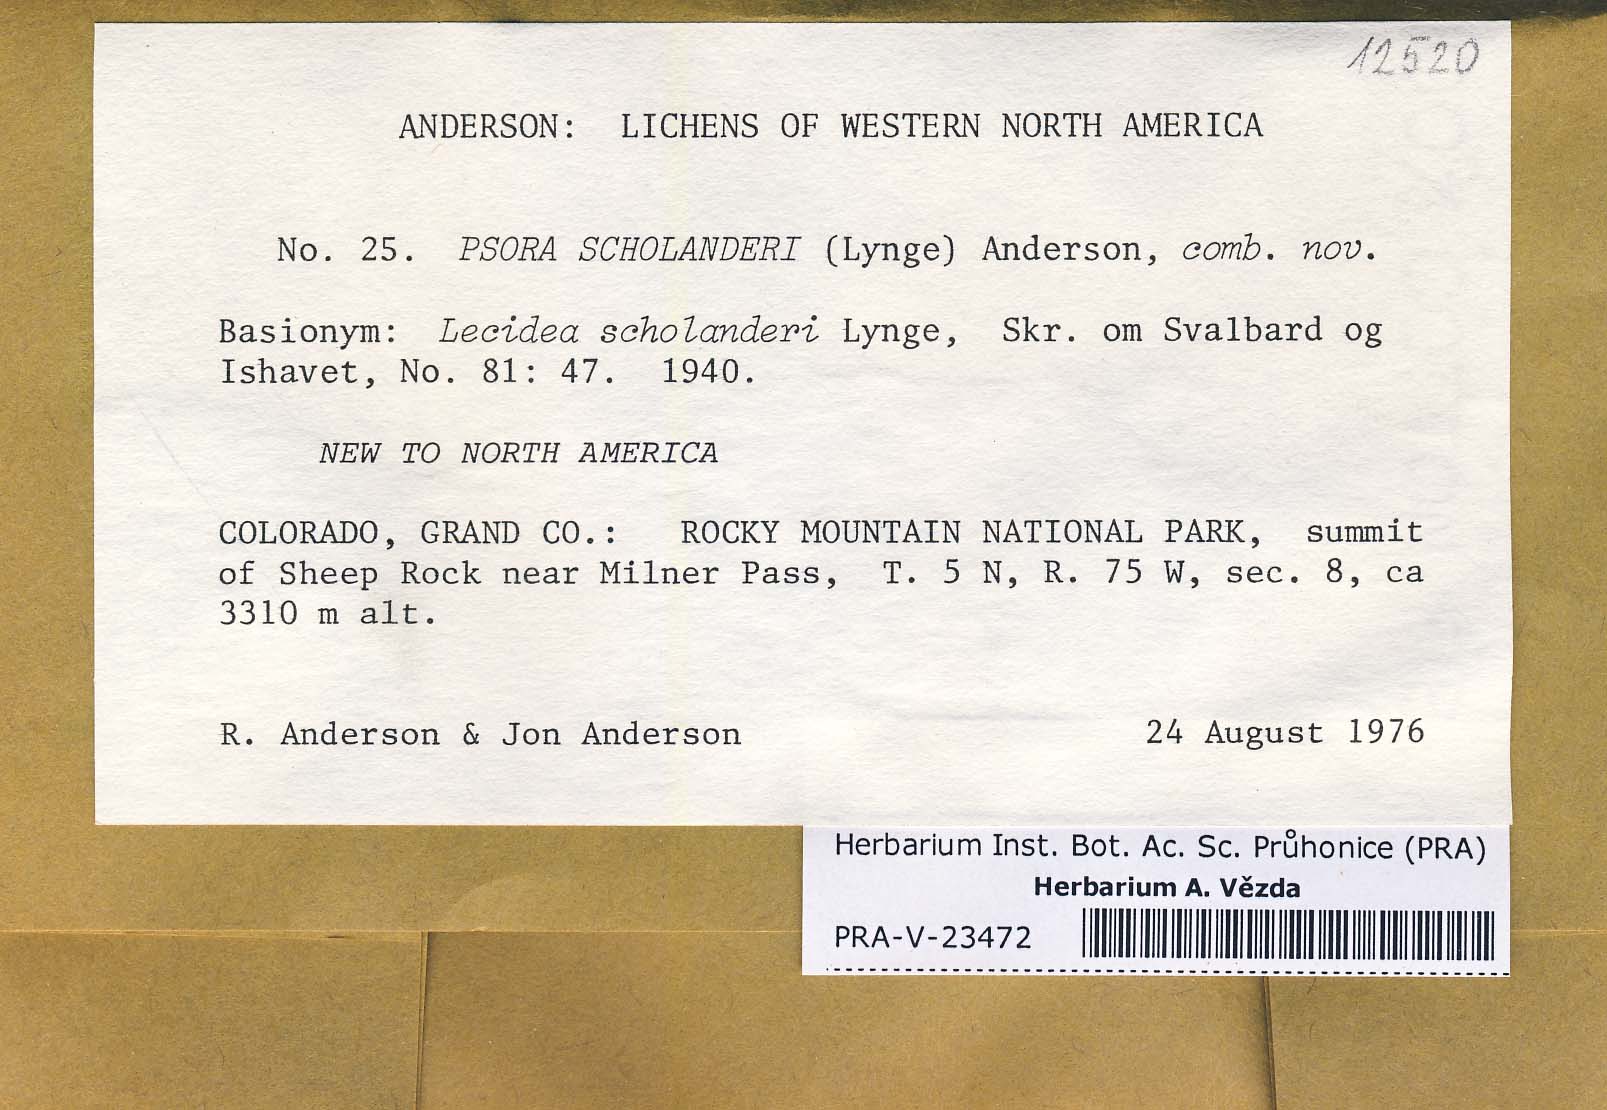 12520
ANDERSON: LICHENS OF WESTERN NORTH AMERICA
No. 25. PSORA SCHOLANDERI (Lynge) Anderson, comb. nov.
Basionym: Lecidea scholanderi Lynge, Skr. om Svalbard og
Ishavet, No. 81: 47. 1940.
NEW TO NORTH AMERICA
COLORADO, GRAND CO.: ROCKY MOUNTAIN NATIONAL PARK, summit
of Sheep Rock near Milner Pass, T. 5 N, R. 75 W, sec. 8, ca
3310 m alt.
R. Anderson & Jon Anderson 24 August 1976
Herbarium Inst. Bot. Ac. Sc. Průhonice (PRA)
Herbarium A. Vězda
PRA-V-23472